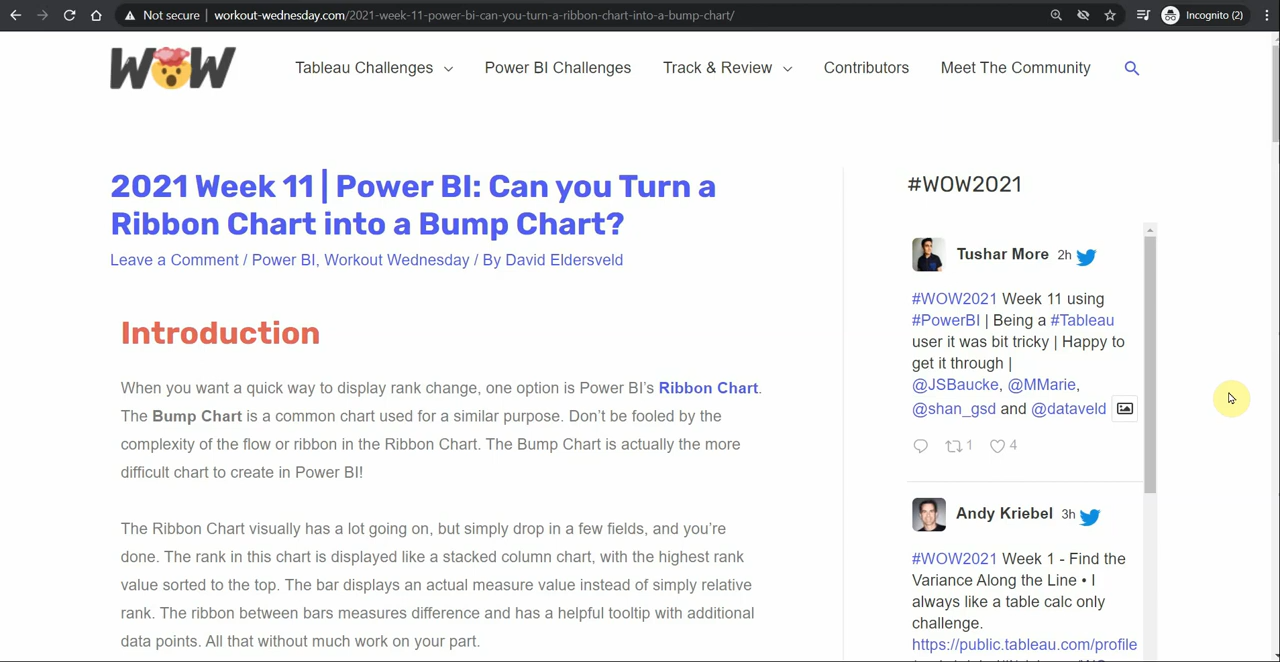 Not secure | workout-wednesday.com/2021-week-11-power-bi-can-you-turn-a-ribbon-chart-into-a-bump-chart/
Incognito (2)
WOW
Tableau Challenges
Power BI Challenges
Track & Review
Contributors
Meet The Community
2021 Week 11 | Power BI: Can you Turn a
Ribbon Chart into a Bump Chart?
Leave a Comment / Power BI, Workout Wednesday / By David Eldersveld
Introduction
When you want a quick way to display rank change, one option is Power BI's Ribbon Chart.
The Bump Chart is a common chart used for a similar purpose. Don't be fooled by the
complexity of the flow or ribbon in the Ribbon Chart. The Bump Chart is actually the more
difficult chart to create in Power BI!
The Ribbon Chart visually has a lot going on, but simply drop in a few fields, and you're
done. The rank in this chart is displayed like a stacked column chart, with the highest rank
value sorted to the top. The bar displays an actual measure value instead of simply relative
rank. The ribbon between bars measures difference and has a helpful tooltip with additional
data points. All that without much work on your part.
#WOW2021
Tushar More 2h
#WOW2021 Week 11 using
#PowerBI | Being a #Tableau
user it was bit tricky | Happy to
get it through |
@JSBaucke, @MMarie,
@shan_gsd and @dataveld
1 4
Andy Kriebel 3h
#WOW2021 Week 1 - Find the
Variance Along the Line • I
always like a table calc only
challenge.
https://public.tableau.com/profile